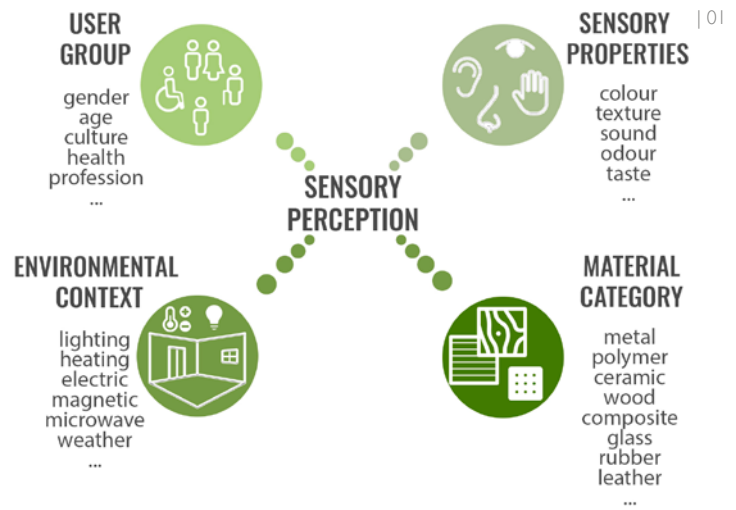 | 01
USER
GROUP
gender
age
culture
health
profession
...
SENSORY
PROPERTIES
colour
texture
sound
odour
taste
...
SENSORY
PERCEPTION
ENVIRONMENTAL
CONTEXT
lighting
heating
electric
magnetic
microwave
weather
...
MATERIAL
CATEGORY
metal
polymer
ceramic
wood
composite
glass
rubber
leather
...